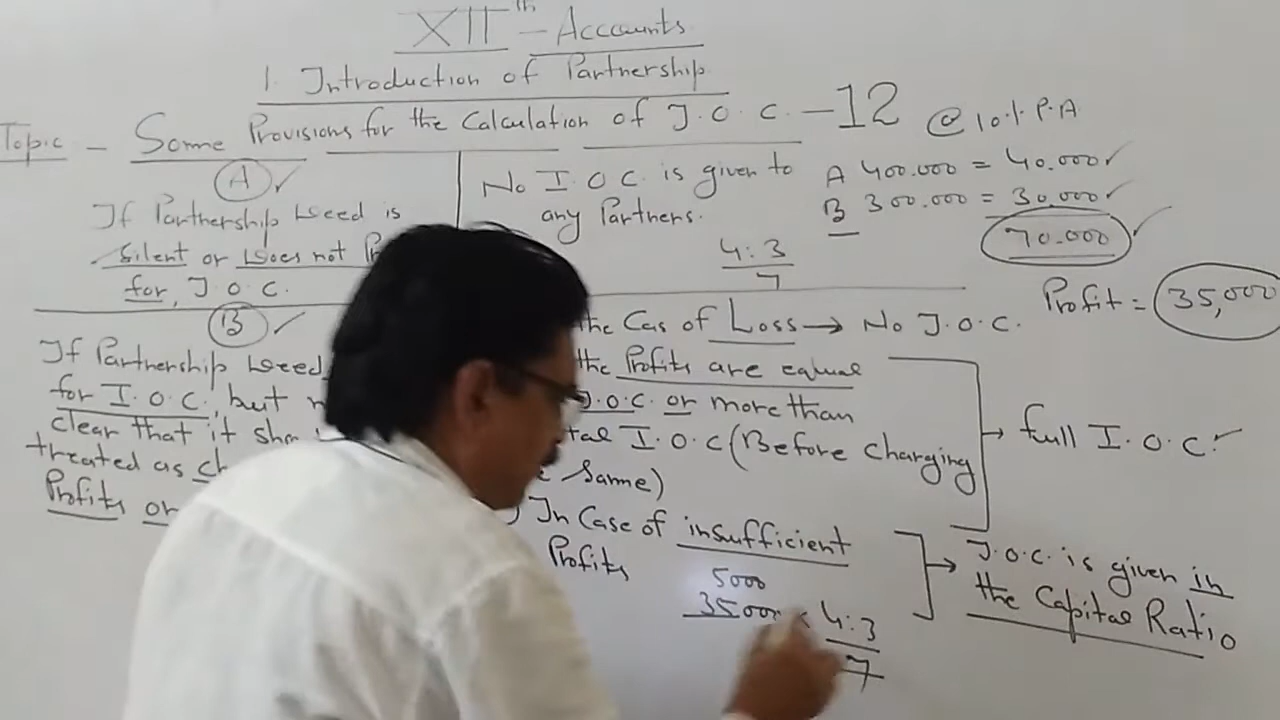 XIIth - Accounts
1. Introduction of Partnership
Topic - Some Provisions for the Calculation of I.O.C. - 12
@ 10% P.A
A 400.000 = 40.000 ✓
B 300.000 = 30.000 ✓
70.000 ✓
4:3
7
Profit = 35,000
A ✓
If Partnership Deed is
Silent or Does not P
for, I.O.C.
No I.O.C. is given to
any Partners.
B ✓
If Partnership Deed
for I.O.C, but
clear that it sho
treated as c
Profits or
the Cas of Loss → No I.O.C.
the Profits are equal
I.O.C. or more than
tal I.O.C (Before charging
Same)
→ full I.O.C. ✓
In Case of insufficient
Profits
→ I.O.C. is given in
the Capital Ratio
5000
35000 × 4:3
7